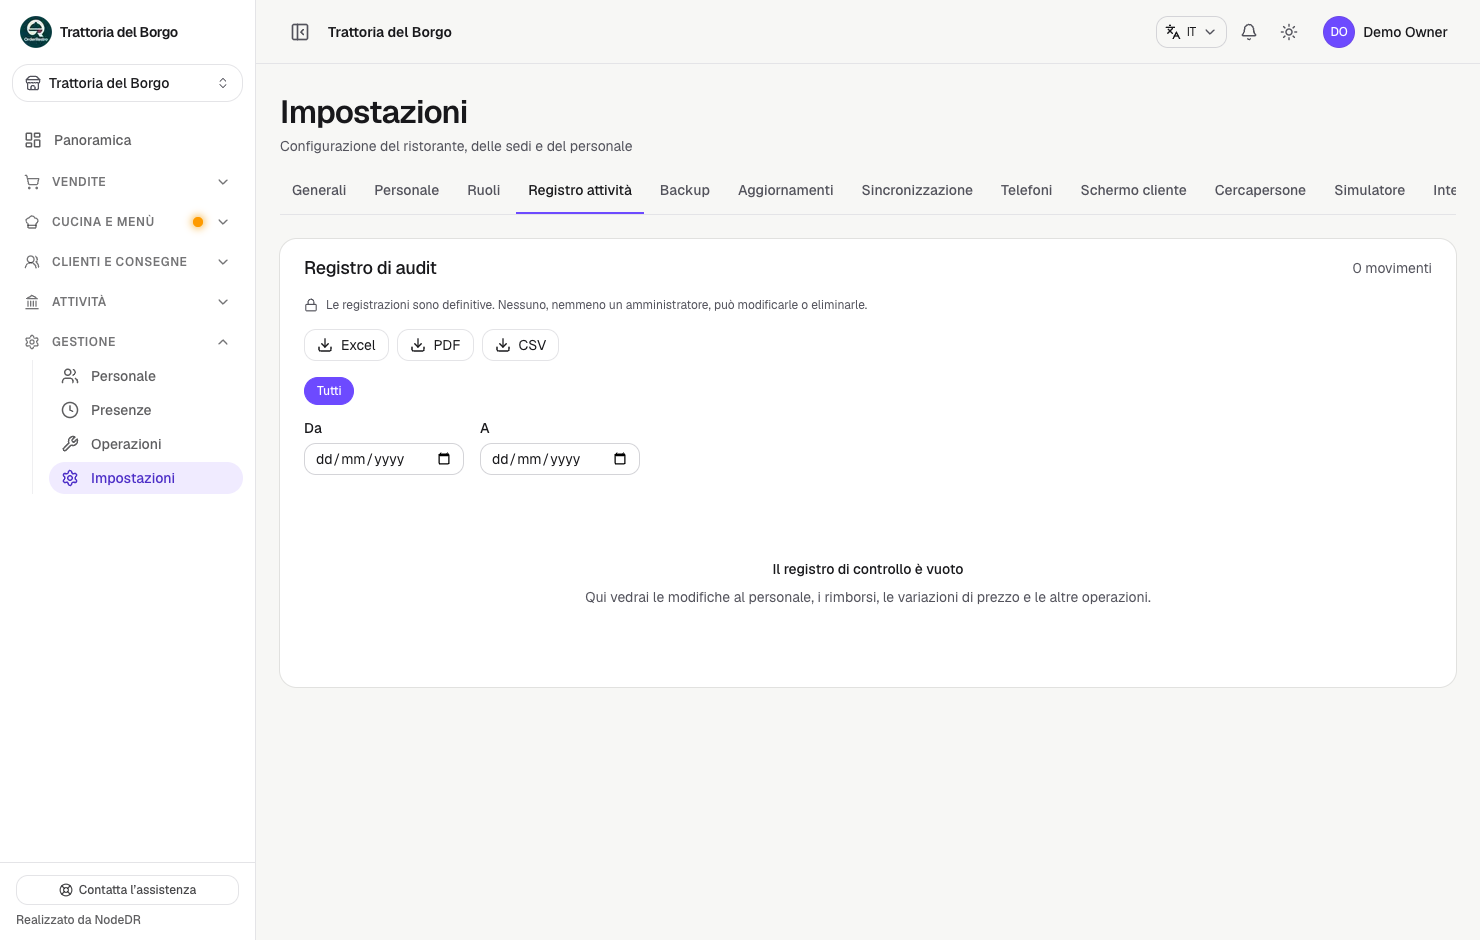 Trattoria del Borgo
Trattoria del Borgo
Panoramica
VENDITE
CUCINA E MENÙ
CLIENTI E CONSEGNE
ATTIVITÀ
GESTIONE
Personale
Presenze
Operazioni
Impostazioni
Contatta l'assistenza
Realizzato da NodeDR
Trattoria del Borgo
IT
DO
Demo Owner
Impostazioni
Configurazione del ristorante, delle sedi e del personale
Generali Personale Ruoli Registro attività Backup Aggiornamenti Sincronizzazione Telefoni Schermo cliente Cercapersone Simulatore Inte
Registro di audit
0 movimenti
Le registrazioni sono definitive. Nessuno, nemmeno un amministratore, può modificarle o eliminarle.
Excel PDF CSV
Tutti
Da A
dd/mm/yyyy dd/mm/yyyy
Il registro di controllo è vuoto
Qui vedrai le modifiche al personale, i rimborsi, le variazioni di prezzo e le altre operazioni.